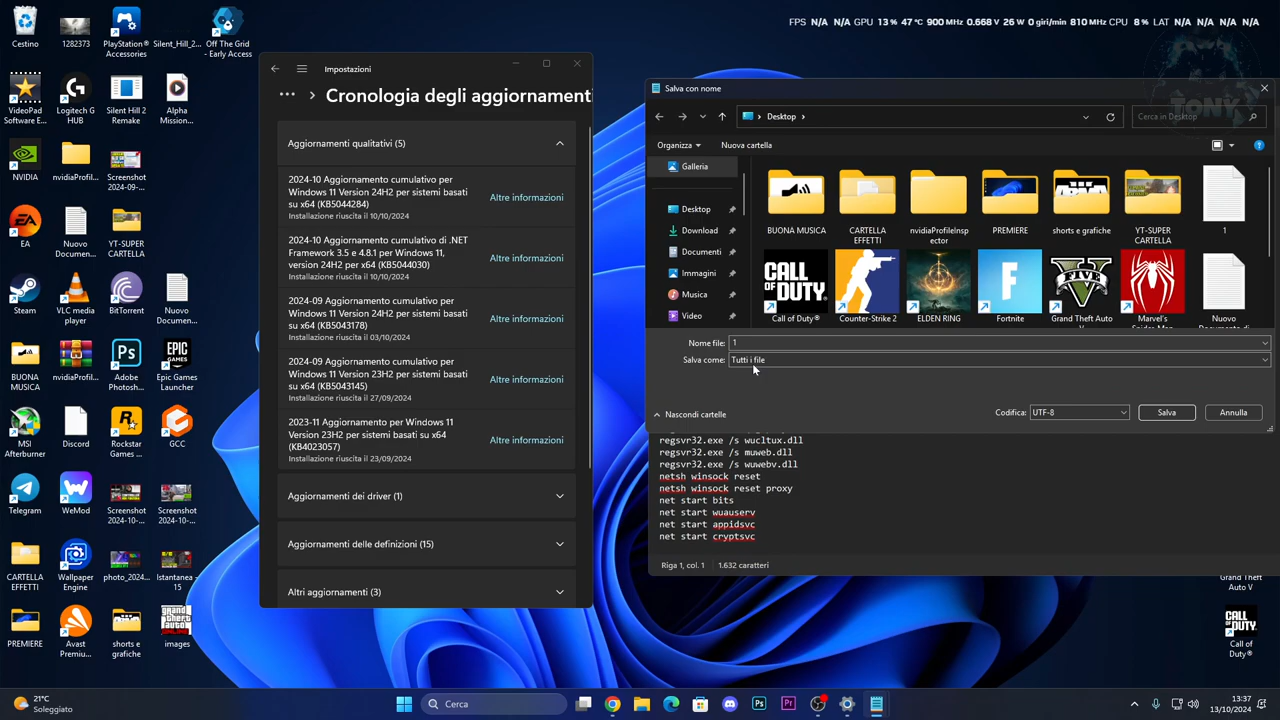 FPS N/A N/A GPU 13 % 47 °C 900 MHz 0.668 V 26 W 0 giri/min 810 MHz CPU 8 % LAT N/A N/A N/A N/A
Cestino
1282373
PlayStation®
Accessories
Silent_Hill_2...
Off The Grid
- Early Access
VideoPad
Software E...
Logitech G
HUB
Silent Hill 2
Remake
Alpha
Mission...
NVIDIA
nvidiaProfil...
Screenshot
2024-09-...
EA
Nuovo
Documen...
YT-SUPER
CARTELLA
Steam
VLC media
player
BitTorrent
Nuovo
Documen...
BUONA
MUSICA
nvidiaProfil...
Adobe
Photosh...
Epic Games
Launcher
MSI
Afterburner
Discord
Rockstar
Games ...
GCC
Telegram
WeMod
Screenshot
2024-10-...
Screenshot
2024-10-...
CARTELLA
EFFETTI
Wallpaper
Engine
photo_2024...
Istantanea -
15
PREMIERE
Avast
Premiu...
shorts e
grafiche
images
Impostazioni
Cronologia degli aggiornamenti
Aggiornamenti qualitativi (5)
2024-10 Aggiornamento cumulativo per
Windows 11 Version 24H2 per sistemi basati
su x64 (KB5044284)
Installazione riuscita il 10/10/2024
Altre informazioni
2024-10 Aggiornamento cumulativo di .NET
Framework 3.5 e 4.8.1 per Windows 11,
version 24H2 per x64 (KB5044030)
Installazione riuscita il 10/10/2024
Altre informazioni
2024-09 Aggiornamento cumulativo per
Windows 11 Version 24H2 per sistemi basati
su x64 (KB5043178)
Installazione riuscita il 03/10/2024
Altre informazioni
2024-09 Aggiornamento cumulativo per
Windows 11 Version 23H2 per sistemi basati
su x64 (KB5043145)
Installazione riuscita il 27/09/2024
Altre informazioni
2023-11 Aggiornamento per Windows 11
Version 23H2 per sistemi basati su x64
(KB4023057)
Installazione riuscita il 23/09/2024
Altre informazioni
Aggiornamenti dei driver (1)
Aggiornamenti delle definizioni (15)
Altri aggiornamenti (3)
Salva con nome
Desktop
Cerca in Desktop
TONK
Organizza
Nuova cartella
Galleria
Desktop
Download
Documenti
Immagini
Musica
Video
BUONA MUSICA
CARTELLA
EFFETTI
nvidiaProfileInsp
ector
PREMIERE
shorts e grafiche
YT-SUPER
CARTELLA
1
CALL OF DUTY
Call of Duty®
Counter-Strike 2
ELDEN RING
Fortnite
Grand Theft Auto
V
Marvel's
Nuovo
Nome file: 1
Salva come: Tutti i file
Nascondi cartelle
Codifica: UTF-8
Salva
Annulla
regsvr32.exe /s wucltux.dll
regsvr32.exe /s muweb.dll
regsvr32.exe /s wuwebv.dll
netsh winsock reset
netsh winsock reset proxy
net start bits
net start wuauserv
net start appidsvc
net start cryptsvc
Riga 1, col. 1
1.632 caratteri
Grand Theft
Auto V
Call of
Duty®
21°C
Soleggiato
Cerca
13:37
13/10/2024